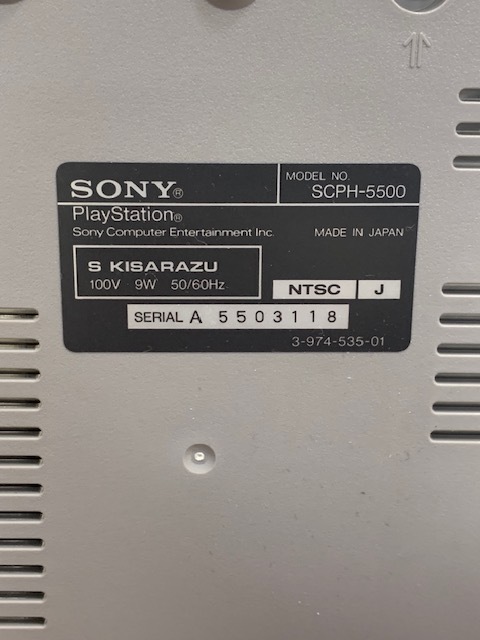 SONY®
MODEL NO.
SCPH-5500
PlayStation®
Sony Computer Entertainment Inc.
MADE IN JAPAN
S KISARAZU
100V 9W 50/60Hz
NTSC J
SERIAL A 5503118
3-974-535-01